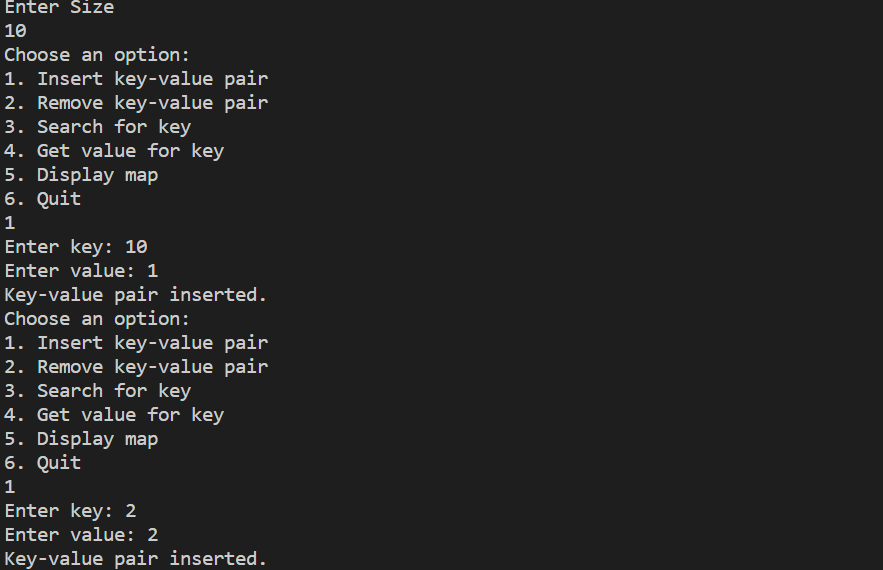 Enter Size
10
Choose an option:
1. Insert key-value pair
2. Remove key-value pair
3. Search for key
4. Get value for key
5. Display map
6. Quit
1
Enter key: 10
Enter value: 1
Key-value pair inserted.
Choose an option:
1. Insert key-value pair
2. Remove key-value pair
3. Search for key
4. Get value for key
5. Display map
6. Quit
1
Enter key: 2
Enter value: 2
Key-value pair inserted.